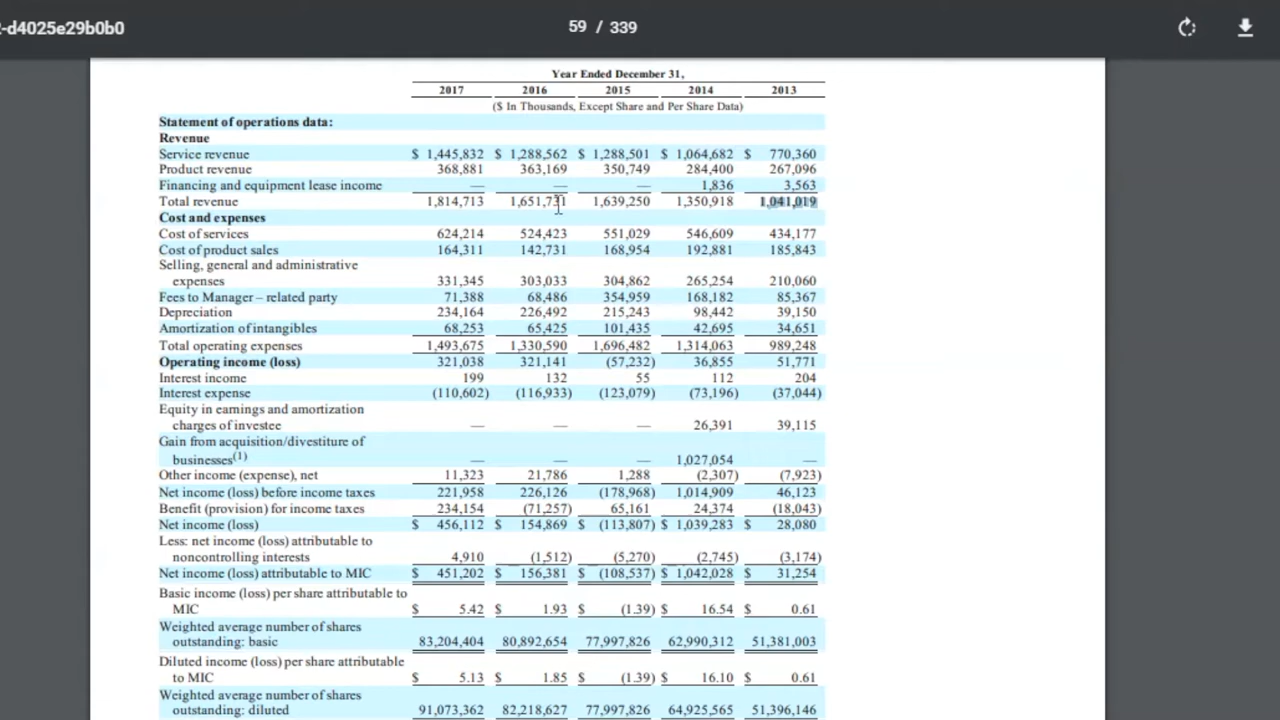 -d4025e29b0b0
59 / 339
Year Ended December 31,
2017 2016 2015 2014 2013
($ In Thousands, Except Share and Per Share Data)
Statement of operations data:
Revenue
Service revenue $ 1,445,832 $ 1,288,562 $ 1,288,501 $ 1,064,682 $ 770,360
Product revenue 368,881 363,169 350,749 284,400 267,096
Financing and equipment lease income — — — 1,836 3,563
Total revenue 1,814,713 1,651,731 1,639,250 1,350,918 1,041,019
Cost and expenses
Cost of services 624,214 524,423 551,029 546,609 434,177
Cost of product sales 164,311 142,731 168,954 192,881 185,843
Selling, general and administrative
expenses 331,345 303,033 304,862 265,254 210,060
Fees to Manager – related party 71,388 68,486 354,959 168,182 85,367
Depreciation 234,164 226,492 215,243 98,442 39,150
Amortization of intangibles 68,253 65,425 101,435 42,695 34,651
Total operating expenses 1,493,675 1,330,590 1,696,482 1,314,063 989,248
Operating income (loss) 321,038 321,141 (57,232) 36,855 51,771
Interest income 199 132 55 112 204
Interest expense (110,602) (116,933) (123,079) (73,196) (37,044)
Equity in earnings and amortization
charges of investee — — — 26,391 39,115
Gain from acquisition/divestiture of
businesses(1) — — — 1,027,054 —
Other income (expense), net 11,323 21,786 1,288 (2,307) (7,923)
Net income (loss) before income taxes 221,958 226,126 (178,968) 1,014,909 46,123
Benefit (provision) for income taxes 234,154 (71,257) 65,161 24,374 (18,043)
Net income (loss) $ 456,112 $ 154,869 $ (113,807) $ 1,039,283 $ 28,080
Less: net income (loss) attributable to
noncontrolling interests 4,910 (1,512) (5,270) (2,745) (3,174)
Net income (loss) attributable to MIC $ 451,202 $ 156,381 $ (108,537) $ 1,042,028 $ 31,254
Basic income (loss) per share attributable to
MIC $ 5.42 $ 1.93 $ (1.39) $ 16.54 $ 0.61
Weighted average number of shares
outstanding: basic 83,204,404 80,892,654 77,997,826 62,990,312 51,381,003
Diluted income (loss) per share attributable
to MIC $ 5.13 $ 1.85 $ (1.39) $ 16.10 $ 0.61
Weighted average number of shares
outstanding: diluted 91,073,362 82,218,627 77,997,826 64,925,565 51,396,146